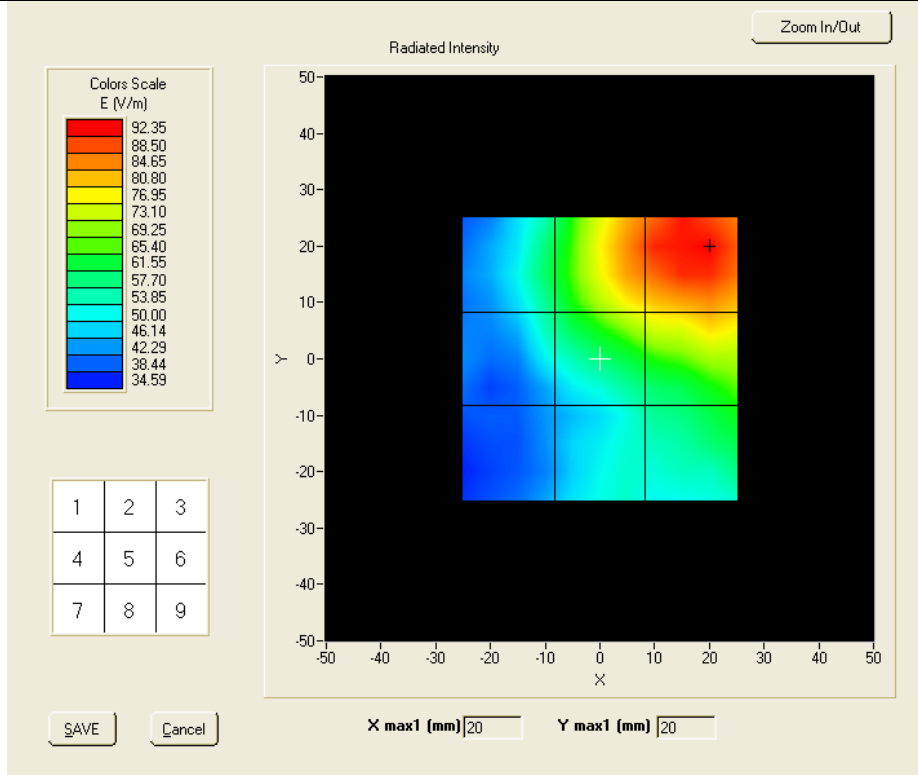 Zoom In/Out
Radiated Intensity
Colors Scale
E (V/m)
92.35
88.50
84.65
80.80
76.95
73.10
69.25
65.40
61.55
57.70
53.85
50.00
46.14
42.29
38.44
34.59
50
40
30
20
10
0
-10
-20
-30
-40
-50
Y
-50 -40 -30 -20 -10 0 10 20 30 40 50
X
1 2 3
4 5 6
7 8 9
SAVE Cancel
X max1 (mm) 20 Y max1 (mm) 20